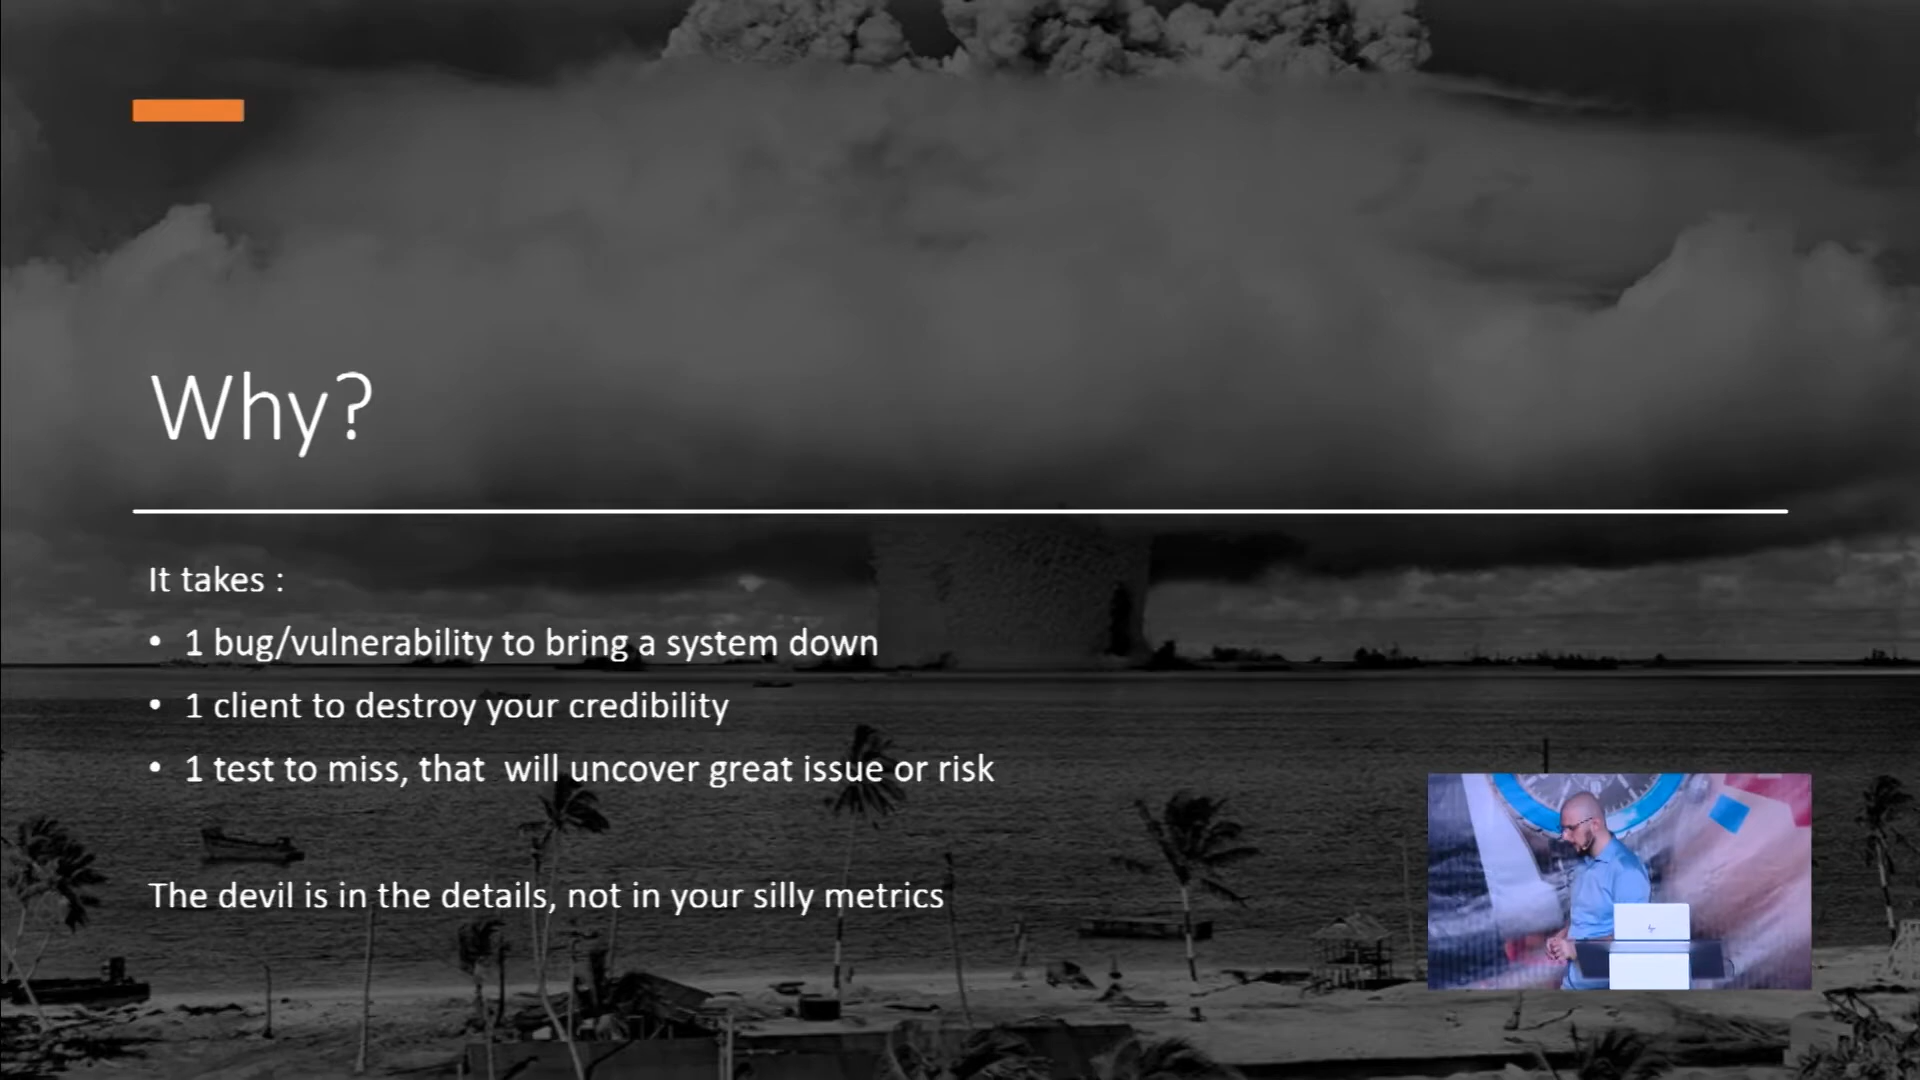 Why?
It takes :
• 1 bug/vulnerability to bring a system down
• 1 client to destroy your credibility
• 1 test to miss, that  will uncover great issue or risk
The devil is in the details, not in your silly metrics